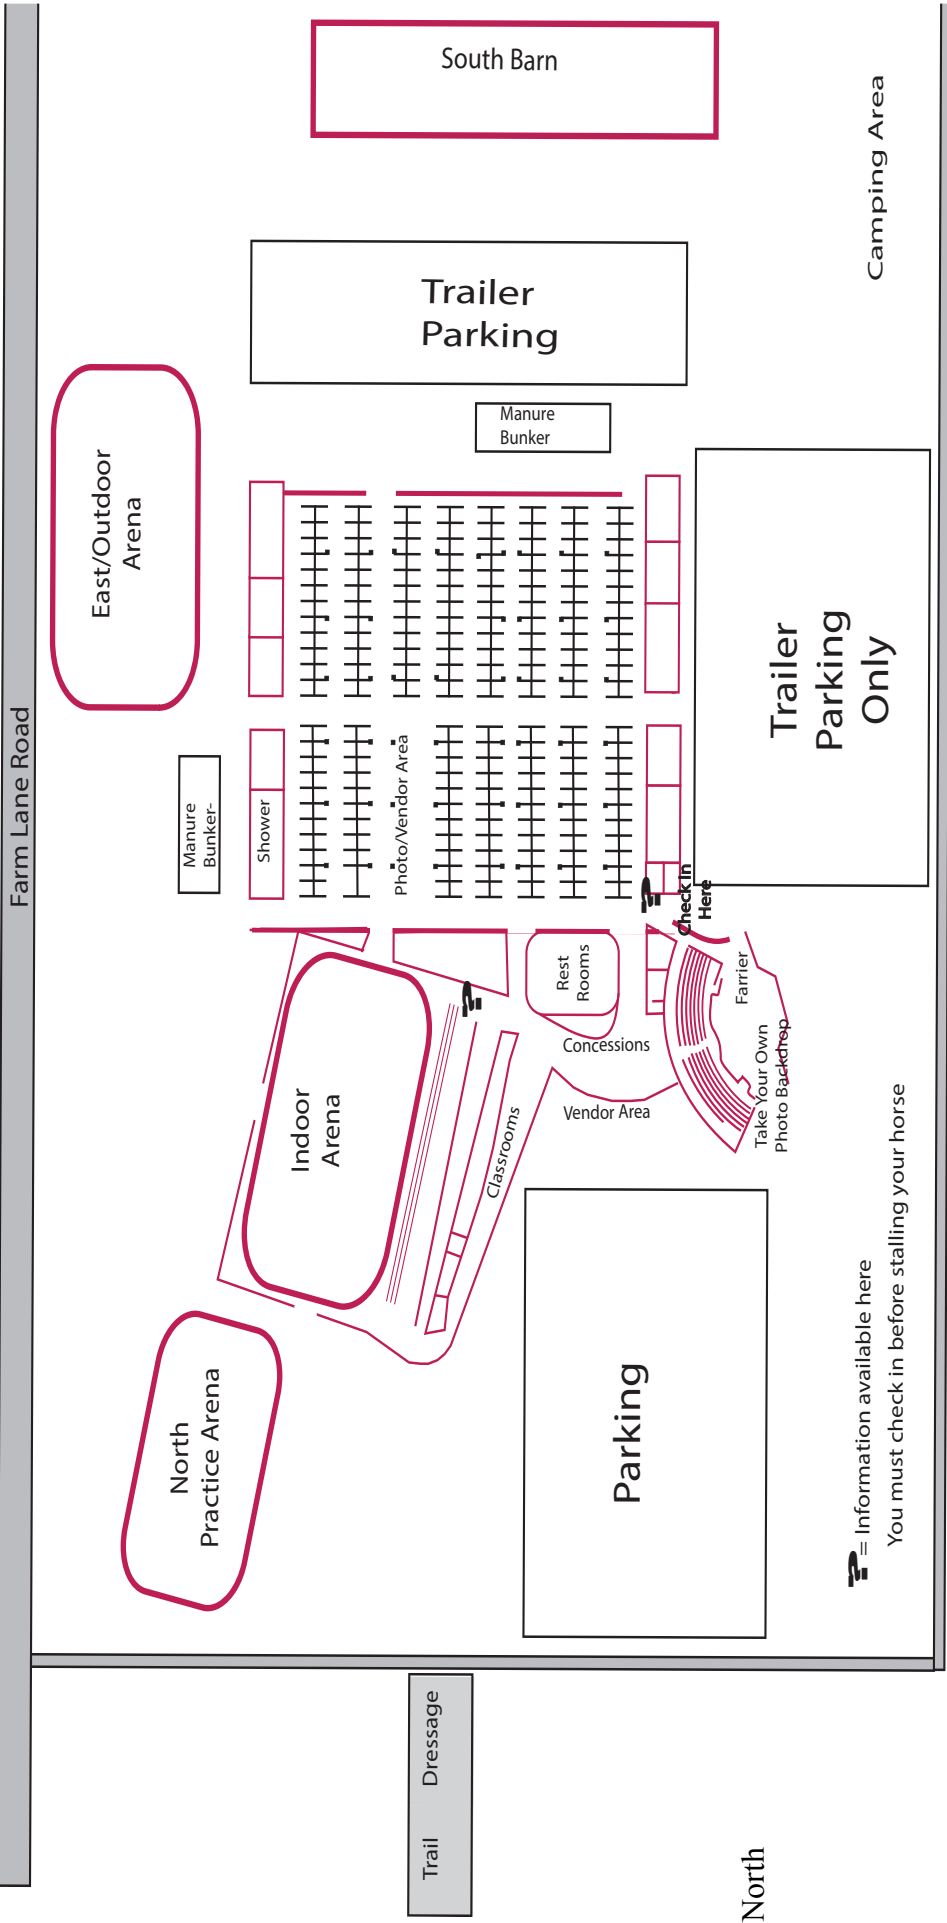 South Barn
Camping Area
Trailer
Parking
Manure
Bunker
East/Outdoor
Arena
Farm Lane Road
Trailer
Parking
Only
Manure
Bunker-
Shower
Photo/Vendor Area
?
Check in
Here
Rest
Rooms
Farrier
?
Concessions
Take Your Own
Photo Backdrop
Vendor Area
Classrooms
Indoor
Arena
North
Practice Arena
Parking
? = Information available here
You must check in before stalling your horse
Trail Dressage
North